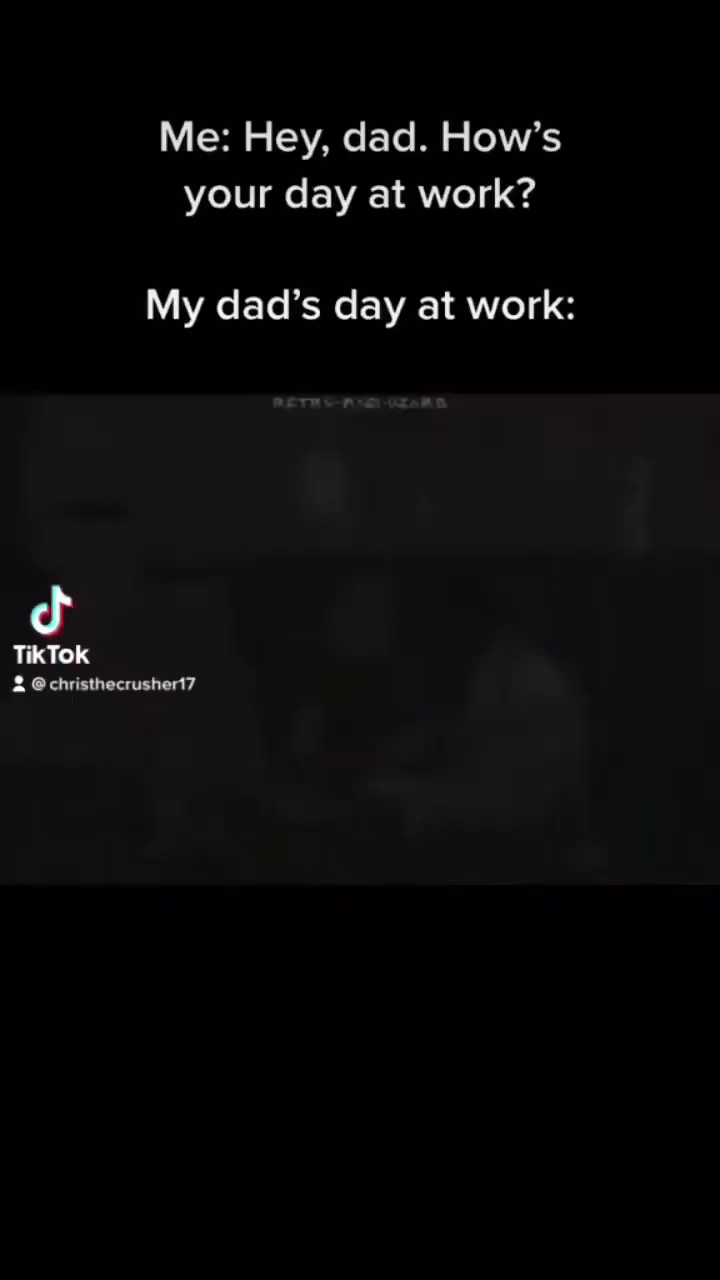 Me: Hey, dad. How's
your day at work?
My dad's day at work:
TikTok
@christhecrusher17